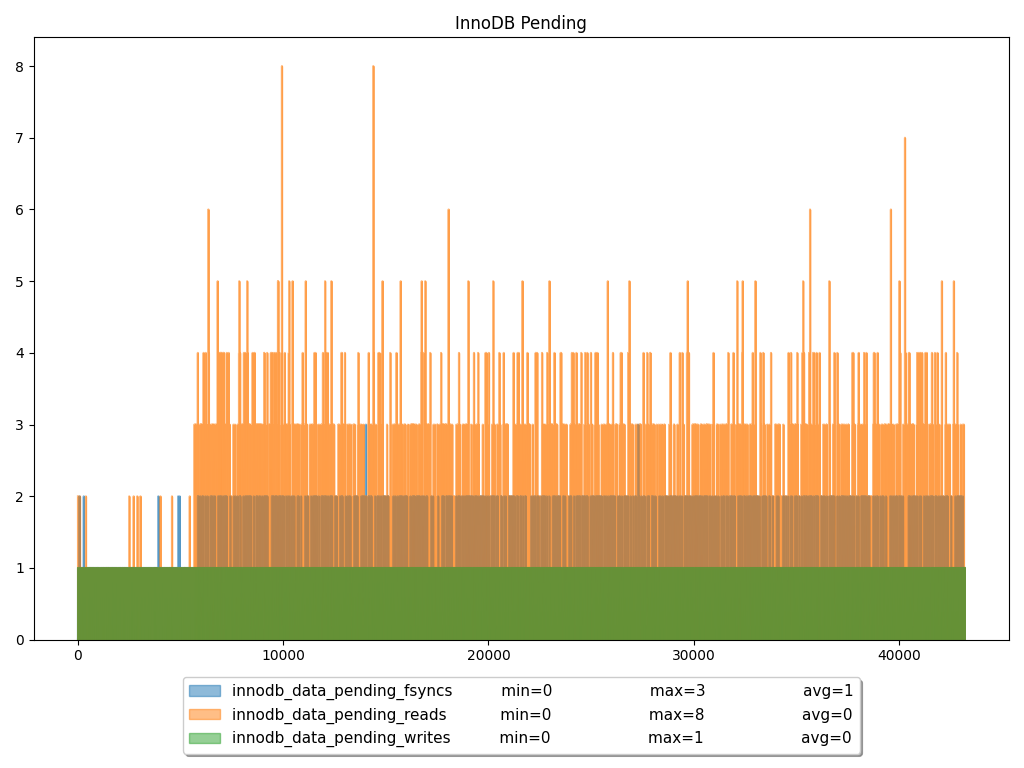 InnoDB Pending
8
7
6
5
4
3
2
1
0
0 10000 20000 30000 40000
innodb_data_pending_fsyncs min=0 max=3 avg=1
innodb_data_pending_reads min=0 max=8 avg=0
innodb_data_pending_writes min=0 max=1 avg=0